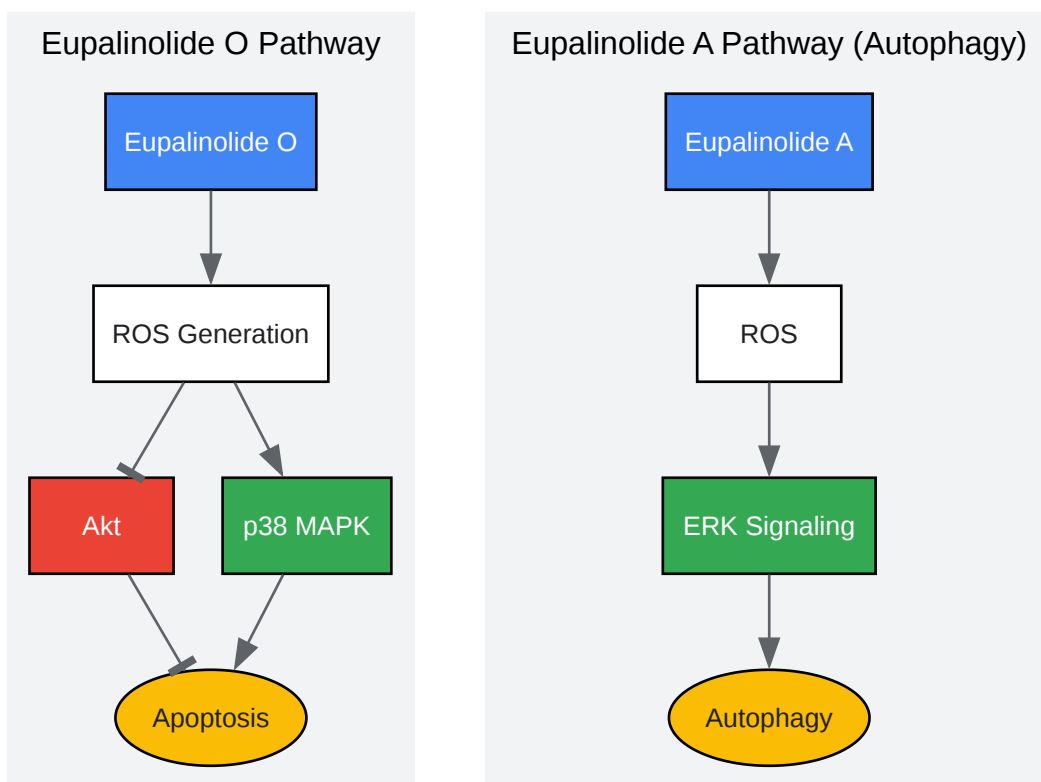 Eupalinolide O Pathway
Eupalinolide O
ROS Generation
Akt
p38 MAPK
Apoptosis
Eupalinolide A Pathway (Autophagy)
Eupalinolide A
ROS
ERK Signaling
Autophagy